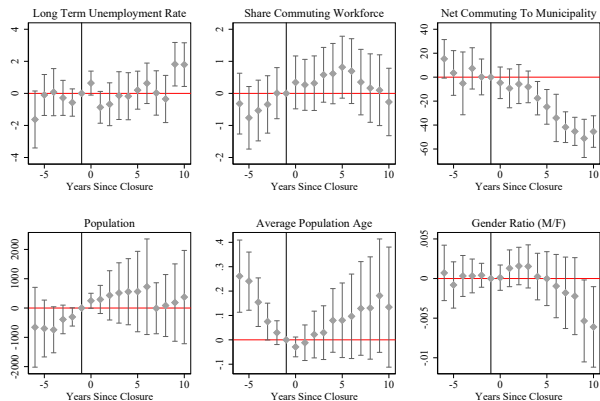 Long Term Unemployment Rate
4
2
0
-2
-4
-5 0 5 10
Years Since Closure
Share Commuting Workforce
2
1
0
-1
-2
-5 0 5 10
Years Since Closure
Net Commuting To Municipality
40
20
0
-20
-40
-60
-5 0 5 10
Years Since Closure
Population
2000
1000
0
-1000
-2000
-5 0 5 10
Years Since Closure
Average Population Age
.4
.3
.2
.1
0
-.1
-5 0 5 10
Years Since Closure
Gender Ratio (M/F)
.005
0
-.005
-.01
-5 0 5 10
Years Since Closure